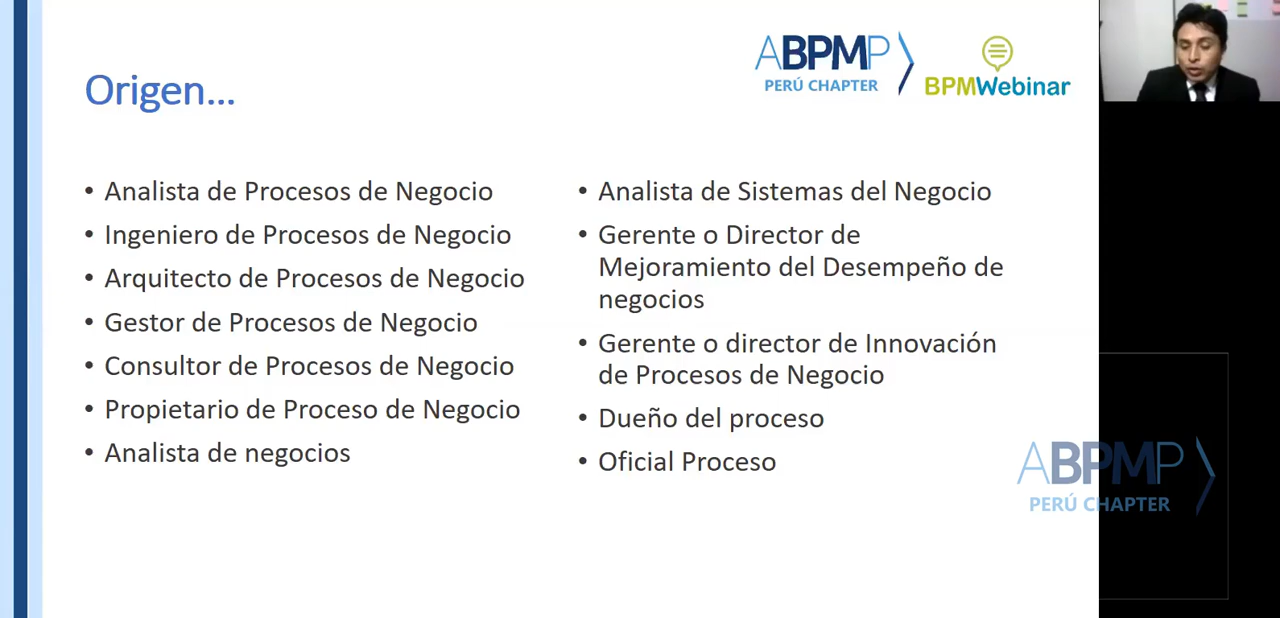 Origen...
ABPMP
PERÚ CHAPTER
BPMWebinar
• Analista de Procesos de Negocio
• Ingeniero de Procesos de Negocio
• Arquitecto de Procesos de Negocio
• Gestor de Procesos de Negocio
• Consultor de Procesos de Negocio
• Propietario de Proceso de Negocio
• Analista de negocios
• Analista de Sistemas del Negocio
• Gerente o Director de
Mejoramiento del Desempeño de
negocios
• Gerente o director de Innovación
de Procesos de Negocio
• Dueño del proceso
• Oficial Proceso
ABPMP
PERÚ CHAPTER